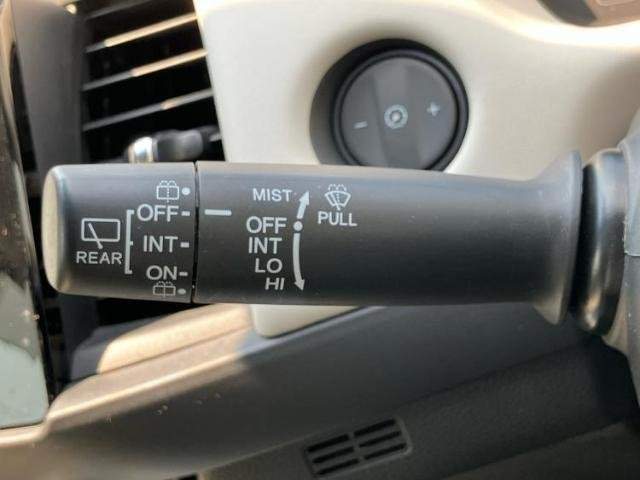 OFF
INT
ON
REAR
MIST
OFF
INT
LO
HI
PULL
− +